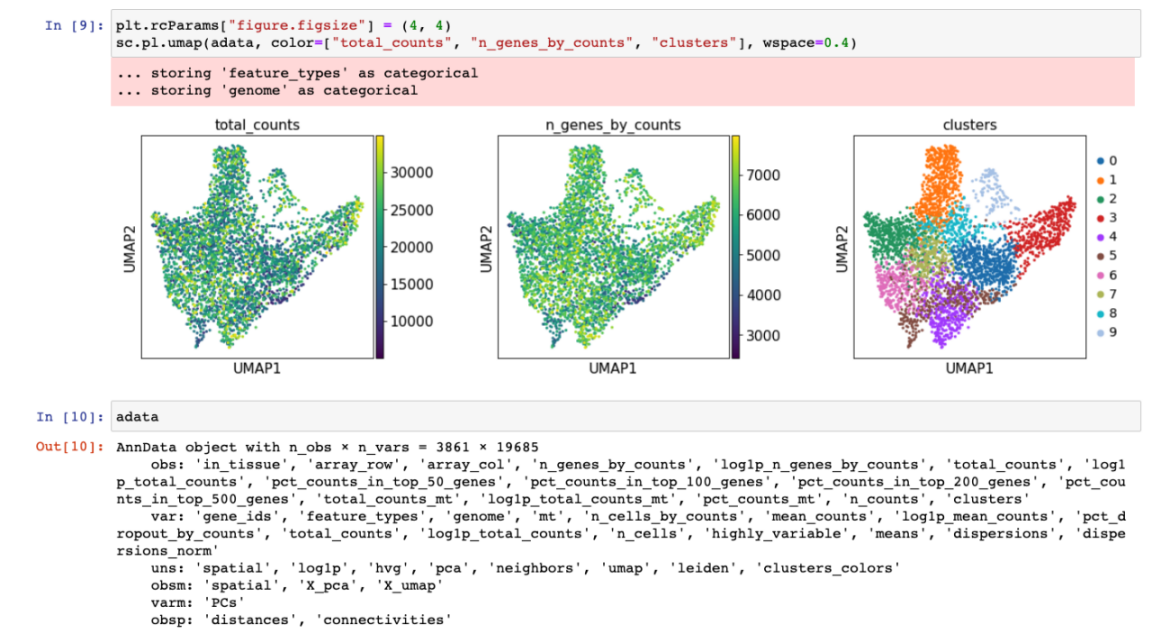 In [9]: plt.rcParams["figure.figsize"] = (4, 4)
sc.pl.umap(adata, color=["total_counts", "n_genes_by_counts", "clusters"], wspace=0.4)
... storing 'feature_types' as categorical
... storing 'genome' as categorical
total_counts
30000
25000
20000
15000
10000
UMAP2
UMAP1
n_genes_by_counts
7000
6000
5000
4000
3000
UMAP2
UMAP1
clusters
0
1
2
3
4
5
6
7
8
9
UMAP2
UMAP1
In [10]: adata
Out[10]: AnnData object with n_obs × n_vars = 3861 × 19685
obs: 'in_tissue', 'array_row', 'array_col', 'n_genes_by_counts', 'log1p_n_genes_by_counts', 'total_counts', 'log1
p_total_counts', 'pct_counts_in_top_50_genes', 'pct_counts_in_top_100_genes', 'pct_counts_in_top_200_genes', 'pct_cou
nts_in_top_500_genes', 'total_counts_mt', 'log1p_total_counts_mt', 'pct_counts_mt', 'n_counts', 'clusters'
var: 'gene_ids', 'feature_types', 'genome', 'mt', 'n_cells_by_counts', 'mean_counts', 'log1p_mean_counts', 'pct_d
ropout_by_counts', 'total_counts', 'log1p_total_counts', 'n_cells', 'highly_variable', 'means', 'dispersions', 'dispe
rsions_norm'
uns: 'spatial', 'log1p', 'hvg', 'pca', 'neighbors', 'umap', 'leiden', 'clusters_colors'
obsm: 'spatial', 'X_pca', 'X_umap'
varm: 'PCs'
obsp: 'distances', 'connectivities'